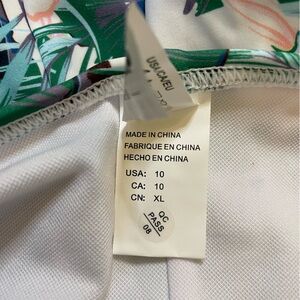 USA/CA/EU
MADE IN CHINA
FABRIQUE EN CHINA
HECHO EN CHINA
USA: 10
CA: 10
CN: XL
QC
PASS
08